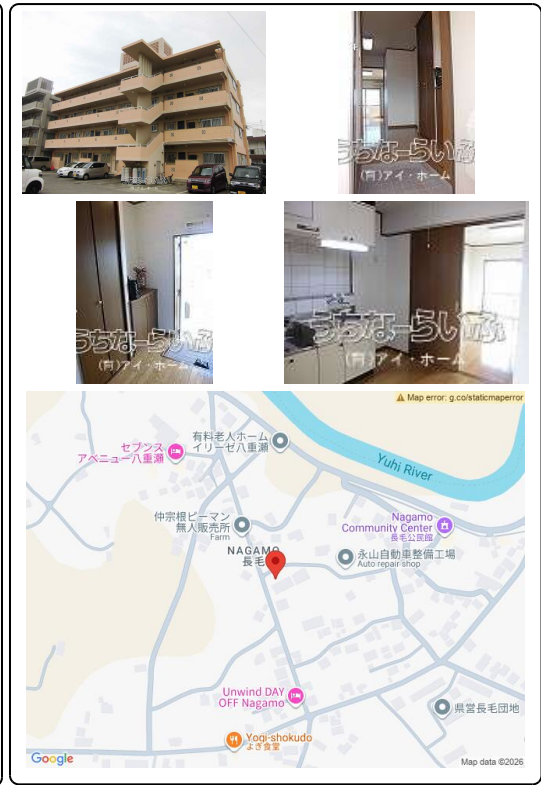 うちなーらいふ
(有)アイ・ホーム
うちなーらいふ
(有)アイ・ホーム
うちなーらいふ
(有)アイ・ホーム
Map error: g.co/staticmaperror
有料老人ホーム
イリーゼ八重瀬
セブンス
アベニュー八重瀬
Yuhi River
仲宗根ピーマン
無人販売所
Farm
Nagamo
Community Center
長毛公民館
NAGAMO
長毛
永山自動車整備工場
Auto repair shop
Unwind DAY
OFF Nagamo
県営長毛団地
Yogi-shokudo
よぎ食堂
Google
Map data ©2026